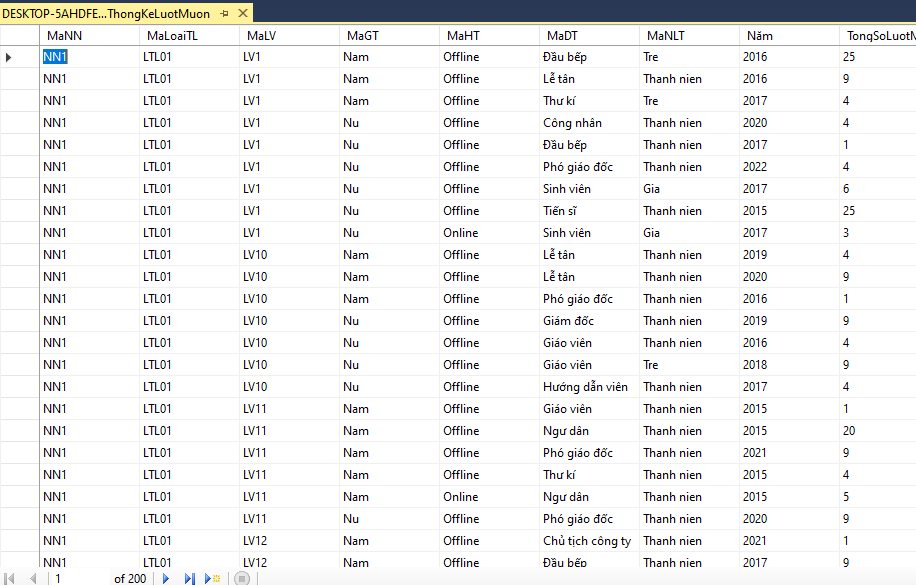 DESKTOP-5AHDFE...ThongKeLuotMuon
MaNN MaLoaiTL MaLV MaGT MaHT MaDT MaNLT Năm TongSoLuotM
NN1 LTL01 LV1 Nam Offline Đầu bếp Tre 2016 25
NN1 LTL01 LV1 Nam Offline Lễ tân Thanh nien 2016 9
NN1 LTL01 LV1 Nam Offline Thư kí Tre 2017 4
NN1 LTL01 LV1 Nu Offline Công nhân Thanh nien 2020 4
NN1 LTL01 LV1 Nu Offline Đầu bếp Thanh nien 2017 1
NN1 LTL01 LV1 Nu Offline Phó giáo đốc Thanh nien 2022 4
NN1 LTL01 LV1 Nu Offline Sinh viên Gia 2017 6
NN1 LTL01 LV1 Nu Offline Tiến sĩ Thanh nien 2015 25
NN1 LTL01 LV1 Nu Online Sinh viên Gia 2017 3
NN1 LTL01 LV10 Nam Offline Lễ tân Thanh nien 2019 4
NN1 LTL01 LV10 Nam Offline Lễ tân Thanh nien 2020 9
NN1 LTL01 LV10 Nam Offline Phó giáo đốc Thanh nien 2016 1
NN1 LTL01 LV10 Nu Offline Giám đốc Thanh nien 2019 9
NN1 LTL01 LV10 Nu Offline Giáo viên Thanh nien 2016 4
NN1 LTL01 LV10 Nu Offline Giáo viên Tre 2018 9
NN1 LTL01 LV10 Nu Offline Hướng dẫn viên Thanh nien 2017 4
NN1 LTL01 LV11 Nam Offline Giáo viên Thanh nien 2015 1
NN1 LTL01 LV11 Nam Offline Ngư dân Thanh nien 2015 20
NN1 LTL01 LV11 Nam Offline Phó giáo đốc Thanh nien 2021 9
NN1 LTL01 LV11 Nam Offline Thư kí Thanh nien 2015 4
NN1 LTL01 LV11 Nam Online Ngư dân Thanh nien 2015 5
NN1 LTL01 LV11 Nu Offline Phó giáo đốc Thanh nien 2020 9
NN1 LTL01 LV12 Nam Offline Chủ tịch công ty Thanh nien 2021 1
NN1 LTL01 LV12 Nam Offline Đầu bếp Thanh nien 2017 9
1 of 200